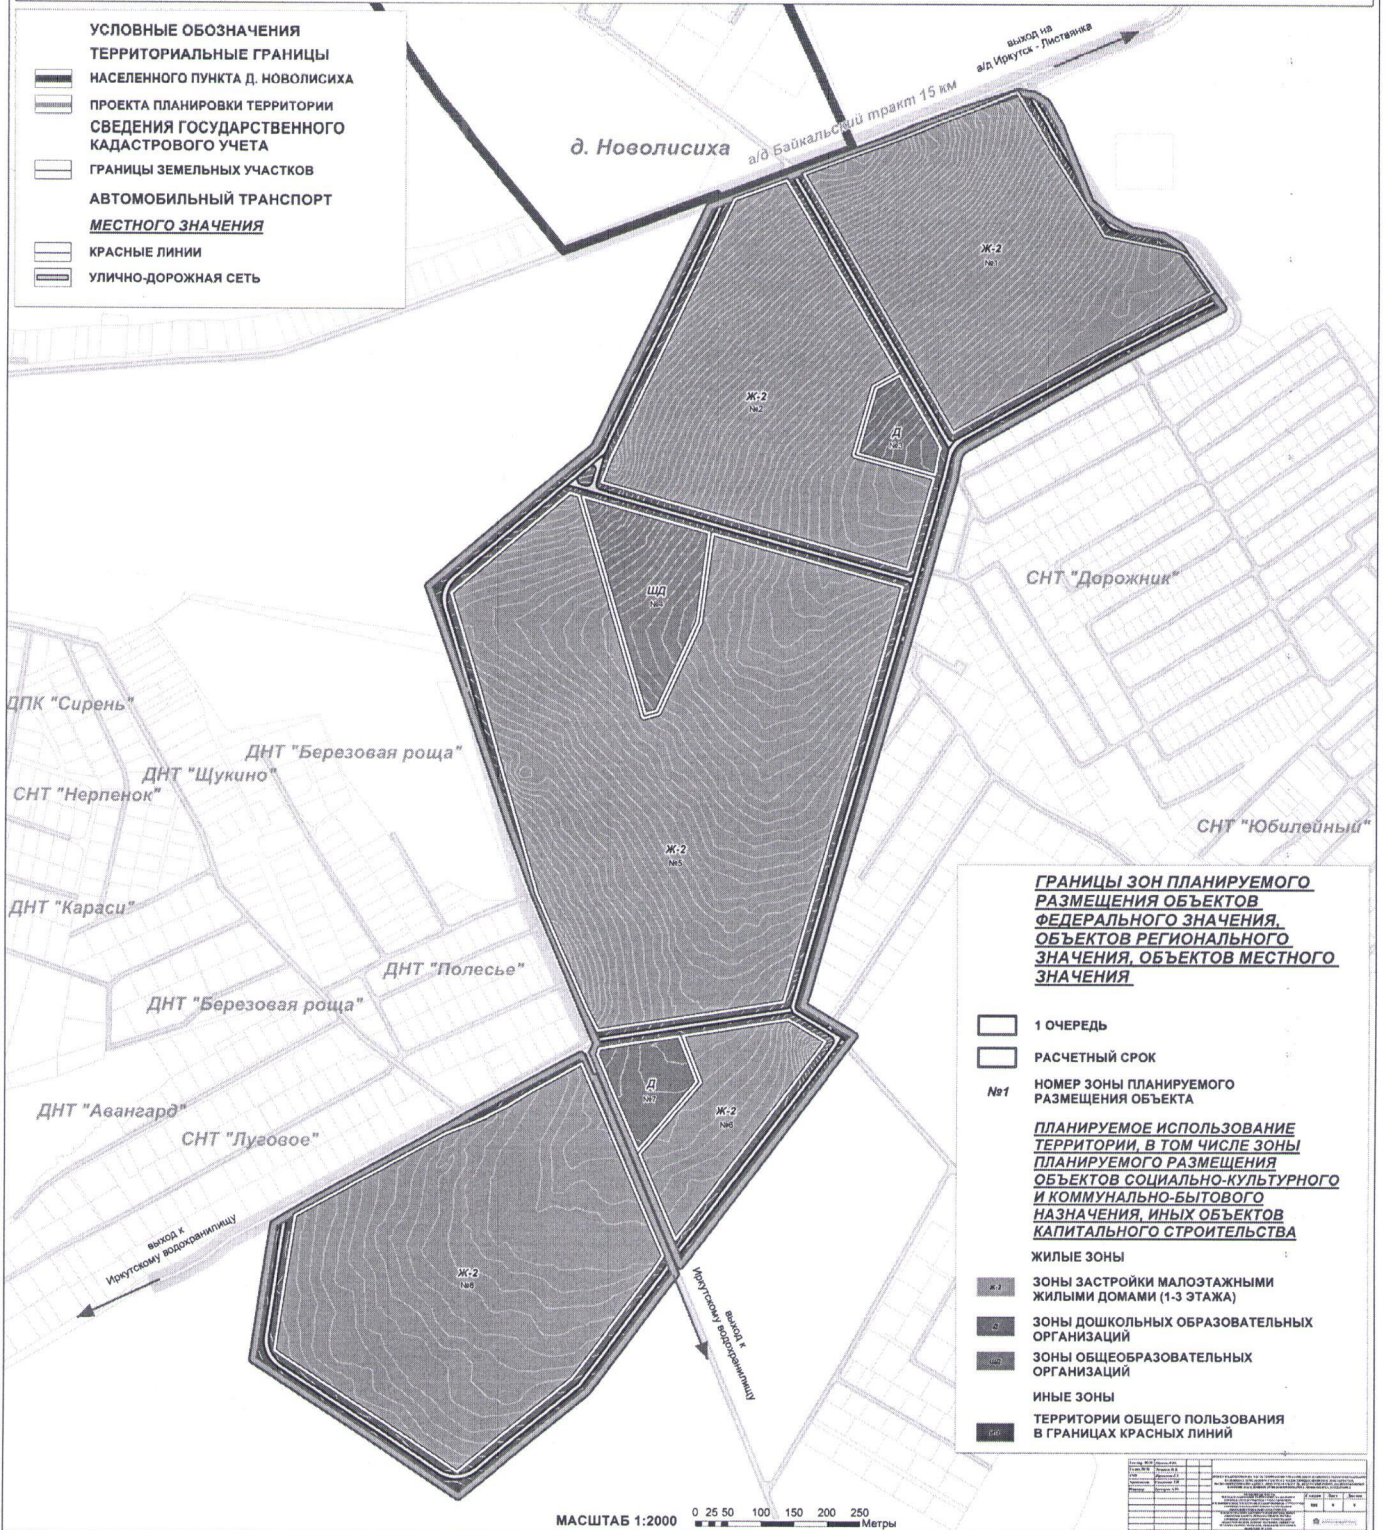 УСЛОВНЫЕ ОБОЗНАЧЕНИЯ
ТЕРРИТОРИАЛЬНЫЕ ГРАНИЦЫ
НАСЕЛЕННОГО ПУНКТА Д. НОВОЛИСИХА
ПРОЕКТА ПЛАНИРОВКИ ТЕРРИТОРИИ
СВЕДЕНИЯ ГОСУДАРСТВЕННОГО
КАДАСТРОВОГО УЧЕТА
ГРАНИЦЫ ЗЕМЕЛЬНЫХ УЧАСТКОВ
АВТОМОБИЛЬНЫЙ ТРАНСПОРТ
МЕСТНОГО ЗНАЧЕНИЯ
КРАСНЫЕ ЛИНИИ
УЛИЧНО-ДОРОЖНАЯ СЕТЬ
выход на
а/д Иркутск - Листвянка
а/д Байкальский тракт 15 км
д. Новолисиха
Ж-2
№1
Ж-2
№2
Д
№3
ШД
№4
СНТ "Дорожник"
ДПК "Сирень"
ДНТ "Березовая роща"
ДНТ "Щукино"
СНТ "Нерпенок"
СНТ "Юбилейный"
Ж-2
№5
ДНТ "Караси"
ДНТ "Полесье"
ДНТ "Березовая роща"
Д
№7
Ж-2
№6
ДНТ "Авангард"
СНТ "Луговое"
выход к
Иркутскому водохранилищу
Ж-2
выход к
Иркутскому водохранилищу
ГРАНИЦЫ ЗОН ПЛАНИРУЕМОГО
РАЗМЕЩЕНИЯ ОБЪЕКТОВ
ФЕДЕРАЛЬНОГО ЗНАЧЕНИЯ,
ОБЪЕКТОВ РЕГИОНАЛЬНОГО
ЗНАЧЕНИЯ, ОБЪЕКТОВ МЕСТНОГО
ЗНАЧЕНИЯ
1 ОЧЕРЕДЬ
РАСЧЕТНЫЙ СРОК
№1 НОМЕР ЗОНЫ ПЛАНИРУЕМОГО
РАЗМЕЩЕНИЯ ОБЪЕКТА
ПЛАНИРУЕМОЕ ИСПОЛЬЗОВАНИЕ
ТЕРРИТОРИИ, В ТОМ ЧИСЛЕ ЗОНЫ
ПЛАНИРУЕМОГО РАЗМЕЩЕНИЯ
ОБЪЕКТОВ СОЦИАЛЬНО-КУЛЬТУРНОГО
И КОММУНАЛЬНО-БЫТОВОГО
НАЗНАЧЕНИЯ, ИНЫХ ОБЪЕКТОВ
КАПИТАЛЬНОГО СТРОИТЕЛЬСТВА
ЖИЛЫЕ ЗОНЫ
Ж-2 ЗОНЫ ЗАСТРОЙКИ МАЛОЭТАЖНЫМИ
ЖИЛЫМИ ДОМАМИ (1-3 ЭТАЖА)
Д ЗОНЫ ДОШКОЛЬНЫХ ОБРАЗОВАТЕЛЬНЫХ
ОРГАНИЗАЦИЙ
ШД ЗОНЫ ОБЩЕОБРАЗОВАТЕЛЬНЫХ
ОРГАНИЗАЦИЙ
ИНЫЕ ЗОНЫ
ТЕРРИТОРИИ ОБЩЕГО ПОЛЬЗОВАНИЯ
В ГРАНИЦАХ КРАСНЫХ ЛИНИЙ
МАСШТАБ 1:2000
0 25 50 100 150 200 250
Метры